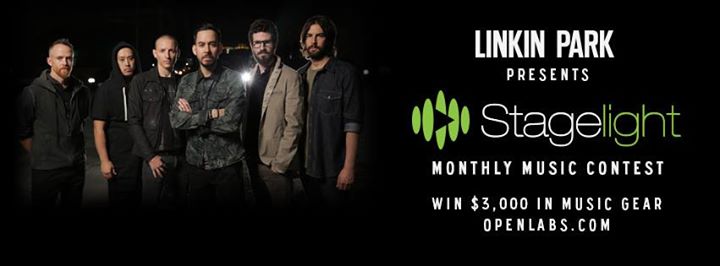 LINKIN PARK
PRESENTS
Stagelight
MONTHLY MUSIC CONTEST
WIN $3,000 IN MUSIC GEAR
OPENLABS.COM